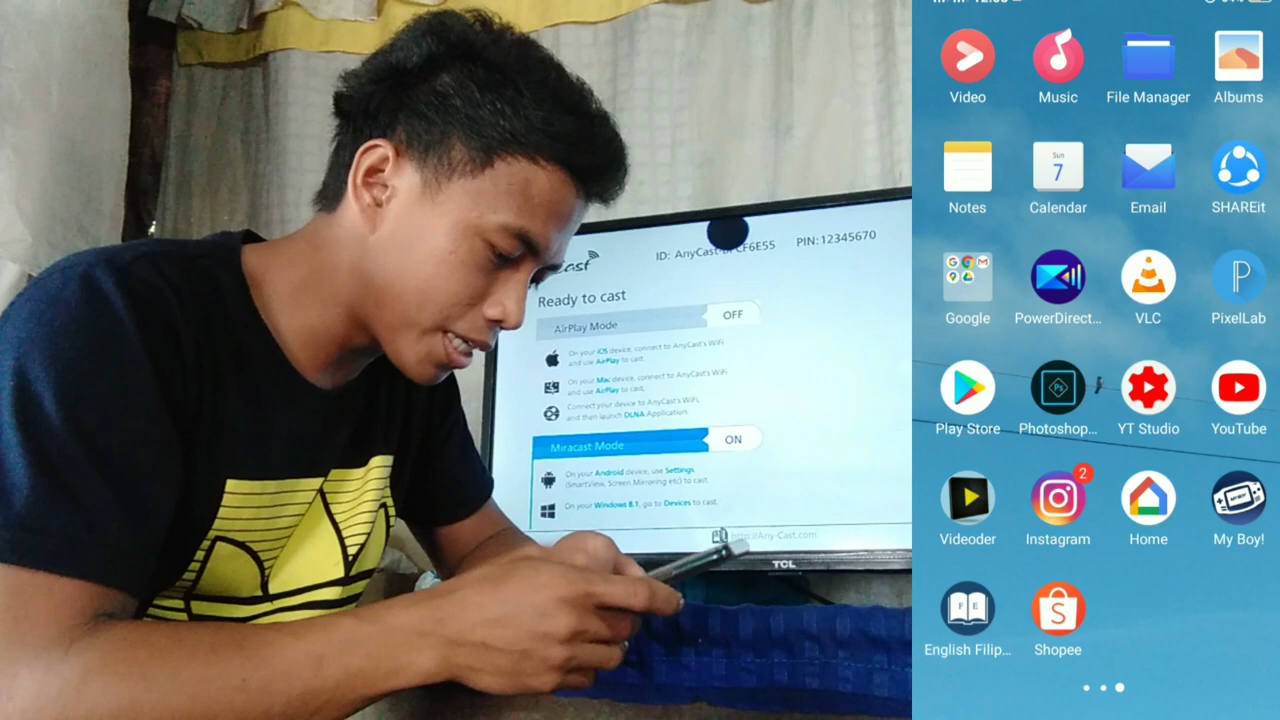 Cast
ID: AnyCast-
CF6E55
PIN:12345670
Ready to cast
AirPlay Mode
OFF
On your iOS device, connect to AnyCast's WiFi
and use AirPlay to cast.
On your Mac device, connect to AnyCast's WiFi
and use AirPlay to cast.
Connect your device to AnyCast's WiFi,
and then launch DLNA Application.
Miracast Mode
ON
On your Android device, use Settings
(SmartView, Screen Mirroring etc) to cast.
On your Windows 8.1, go to Devices to cast.
http://Any-Cast.com
TCL
Video
Music
File Manager
Albums
Sun
7
Notes
Calendar
Email
SHAREit
Google
PowerDirect...
VLC
PixelLab
Ps
Play Store
Photoshop...
YT Studio
YouTube
2
Videoder
Instagram
Home
My Boy!
F E
S
English Filip...
Shopee